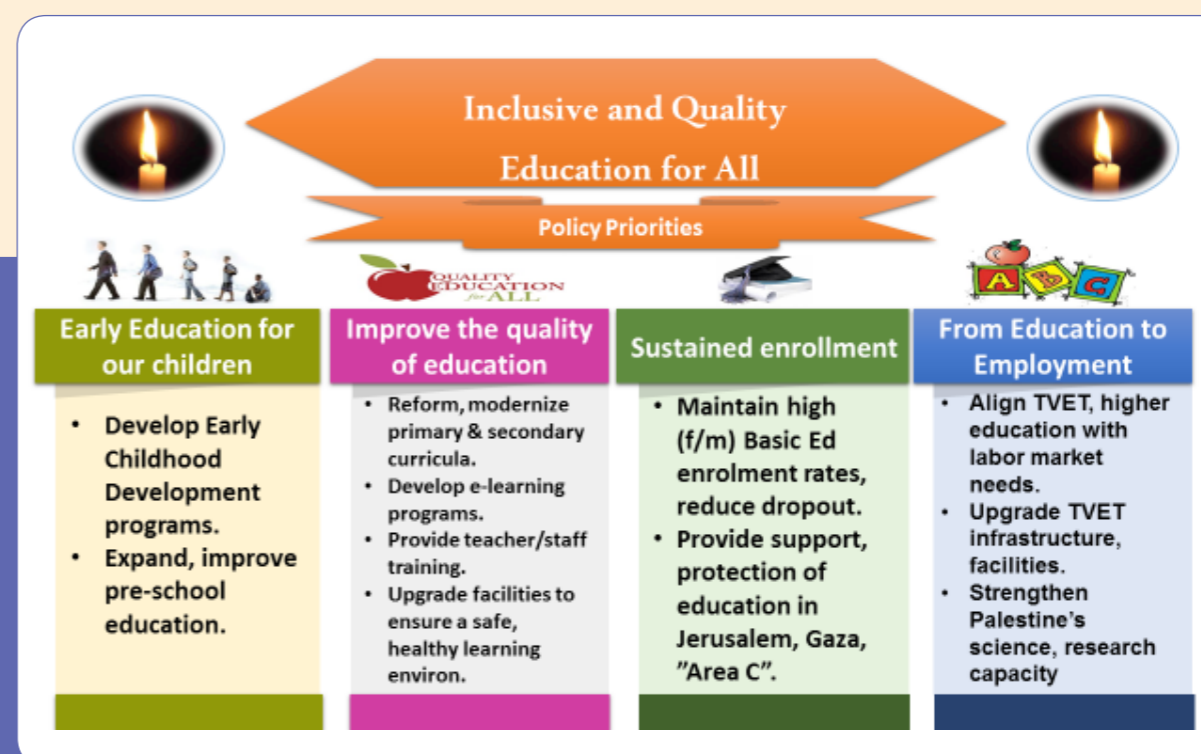 Inclusive and Quality
Education for All
Policy Priorities
QUALITY
EDUCATION
for ALL
A B C
Early Education for
our children
• Develop Early
Childhood
Development
programs.
• Expand, improve
pre-school
education.
Improve the quality
of education
• Reform, modernize
primary & secondary
curricula.
• Develop e-learning
programs.
• Provide teacher/staff
training.
• Upgrade facilities to
ensure a safe,
healthy learning
environ.
Sustained enrollment
• Maintain high
(f/m) Basic Ed
enrolment rates,
reduce dropout.
• Provide support,
protection of
education in
Jerusalem, Gaza,
”Area C”.
From Education to
Employment
• Align TVET, higher
education with
labor market
needs.
• Upgrade TVET
infrastructure,
facilities.
• Strengthen
Palestine’s
science, research
capacity